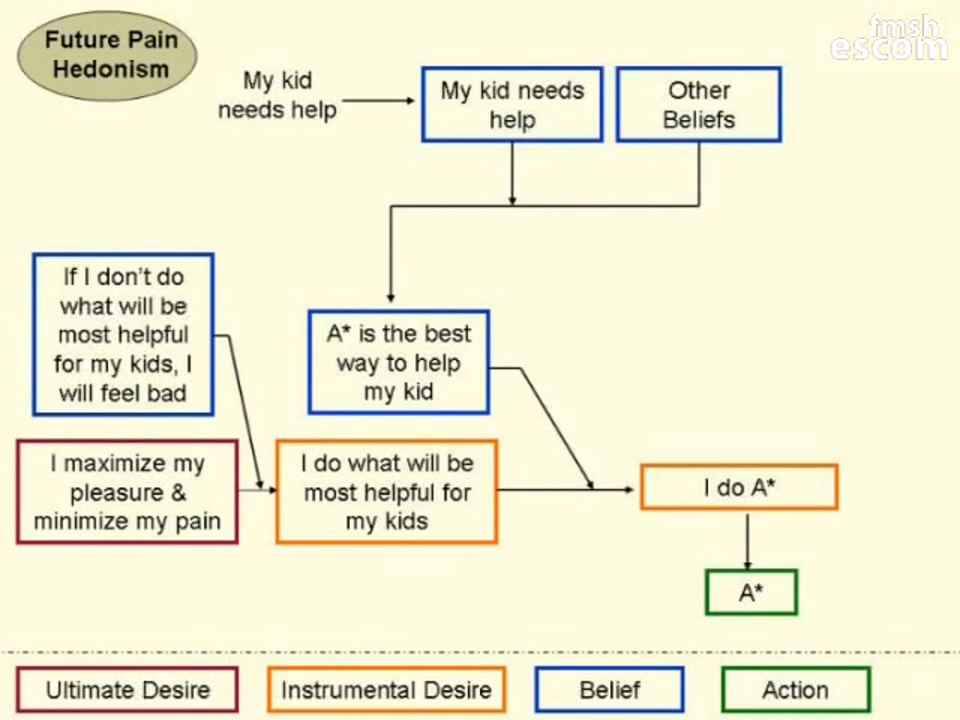 Future Pain
Hedonism
fmsh
escom
My kid
needs help
My kid needs
help
Other
Beliefs
If I don't do
what will be
most helpful
for my kids, I
will feel bad
A* is the best
way to help
my kid
I maximize my
pleasure &
minimize my pain
I do what will be
most helpful for
my kids
I do A*
A*
Ultimate Desire
Instrumental Desire
Belief
Action